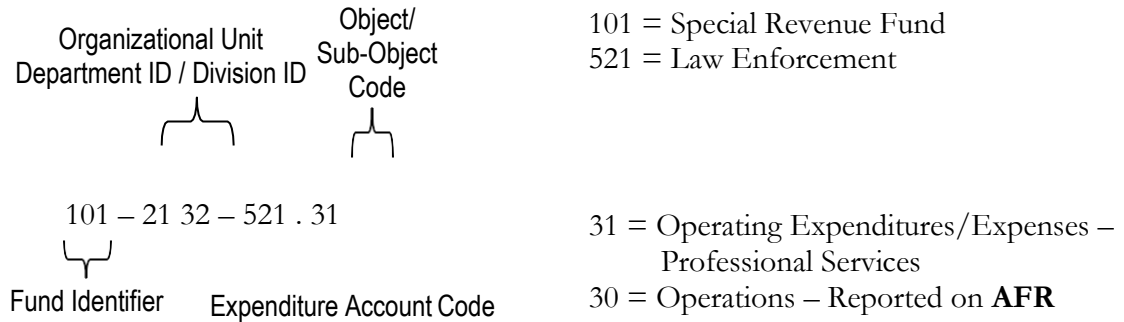 Organizational Unit
Department ID / Division ID
Object/
Sub-Object
Code
101 = Special Revenue Fund
521 = Law Enforcement
101 – 21 32 – 521 . 31
Fund Identifier
Expenditure Account Code
31 = Operating Expenditures/Expenses –
Professional Services
30 = Operations – Reported on AFR